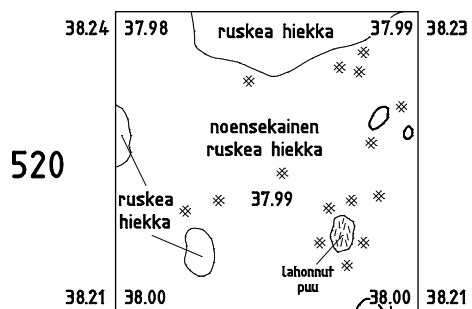 38.24 37.98 ruskea hiekka 37.99 38.23
noensekainen
ruskea hiekka
520
ruskea
hiekka
37.99
lahonnut
puu
38.21 38.00 38.00 38.21